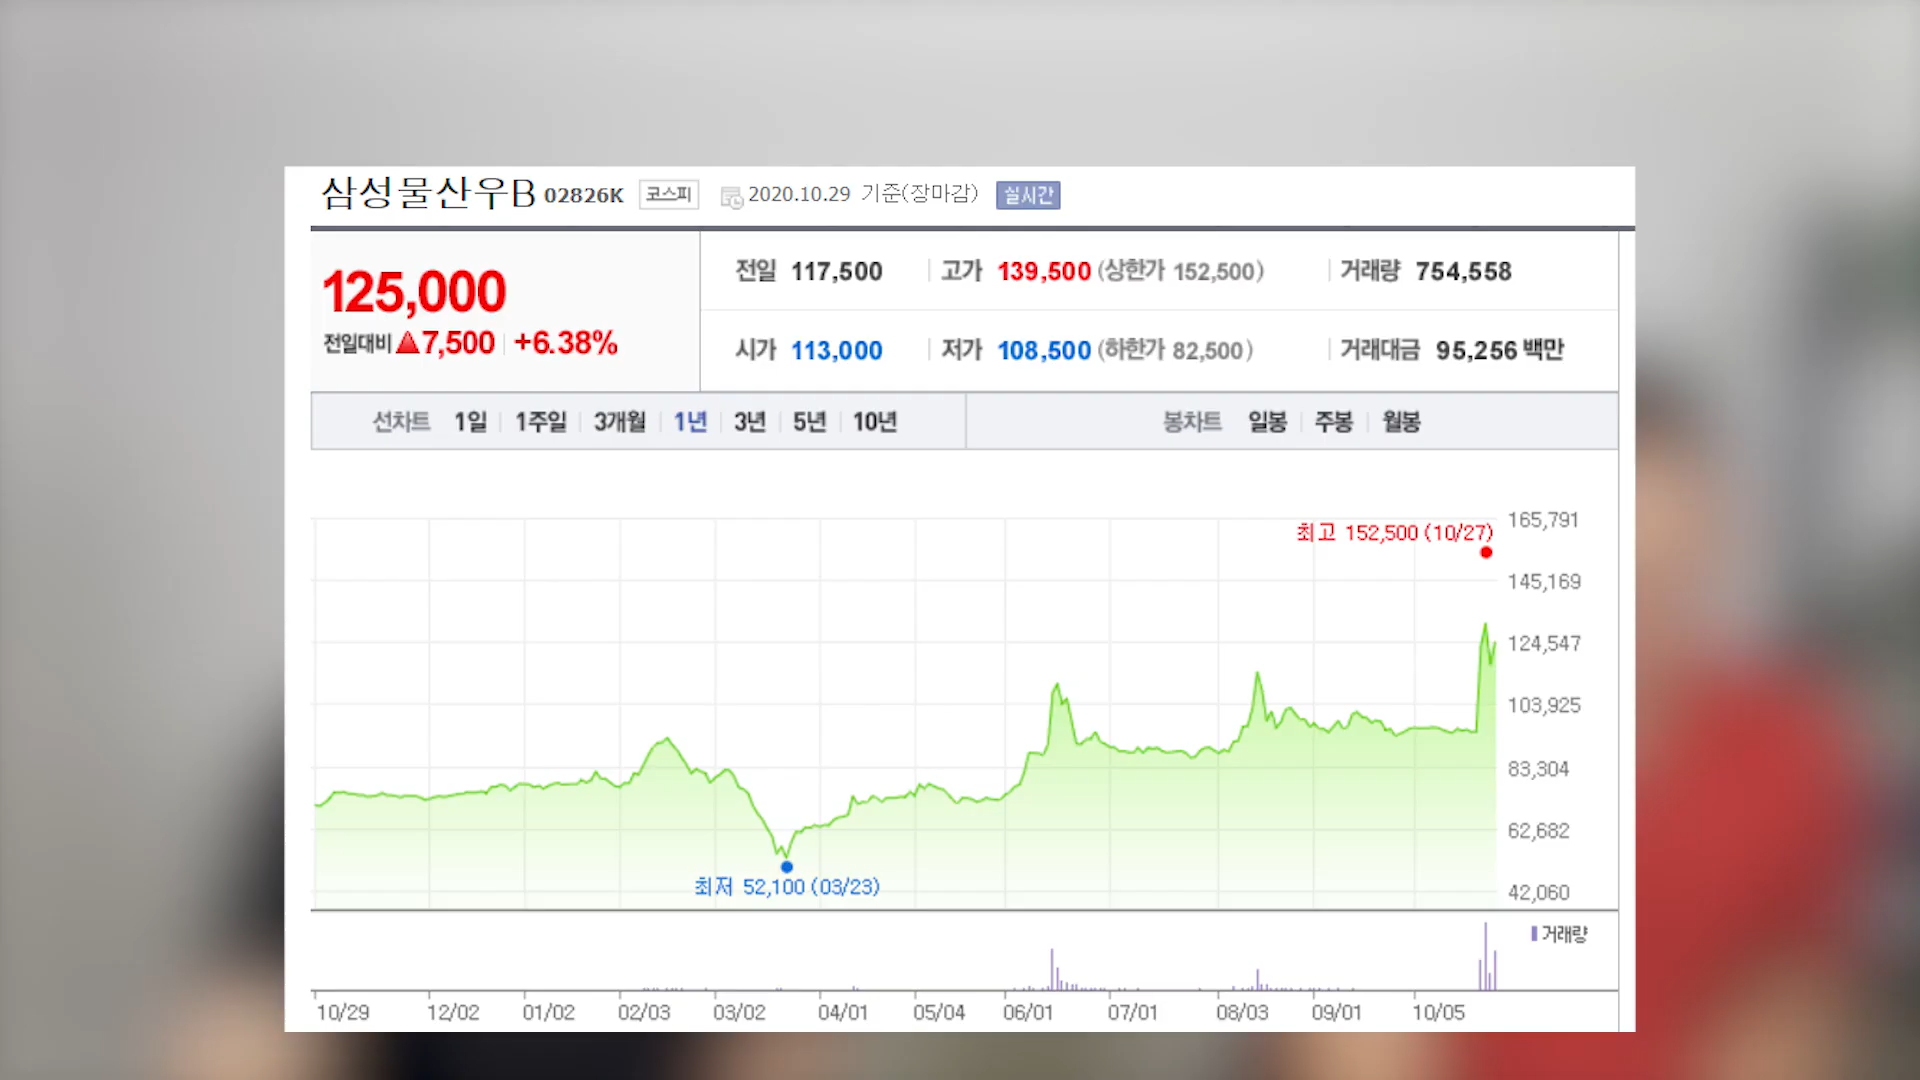 삼성물산우B 02826K 코스피 2020.10.29 기준(장마감) 실시간
125,000
전일대비 ▲7,500 +6.38%
전일 117,500 고가 139,500 (상한가 152,500) 거래량 754,558
시가 113,000 저가 108,500 (하한가 82,500) 거래대금 95,256 백만
선차트 1일 1주일 3개월 1년 3년 5년 10년 봉차트 일봉 주봉 월봉
165,791
최고 152,500 (10/27)
145,169
124,547
103,925
83,304
62,682
최저 52,100 (03/23)
42,060
거래량
10/29 12/02 01/02 02/03 03/02 04/01 05/04 06/01 07/01 08/03 09/01 10/05